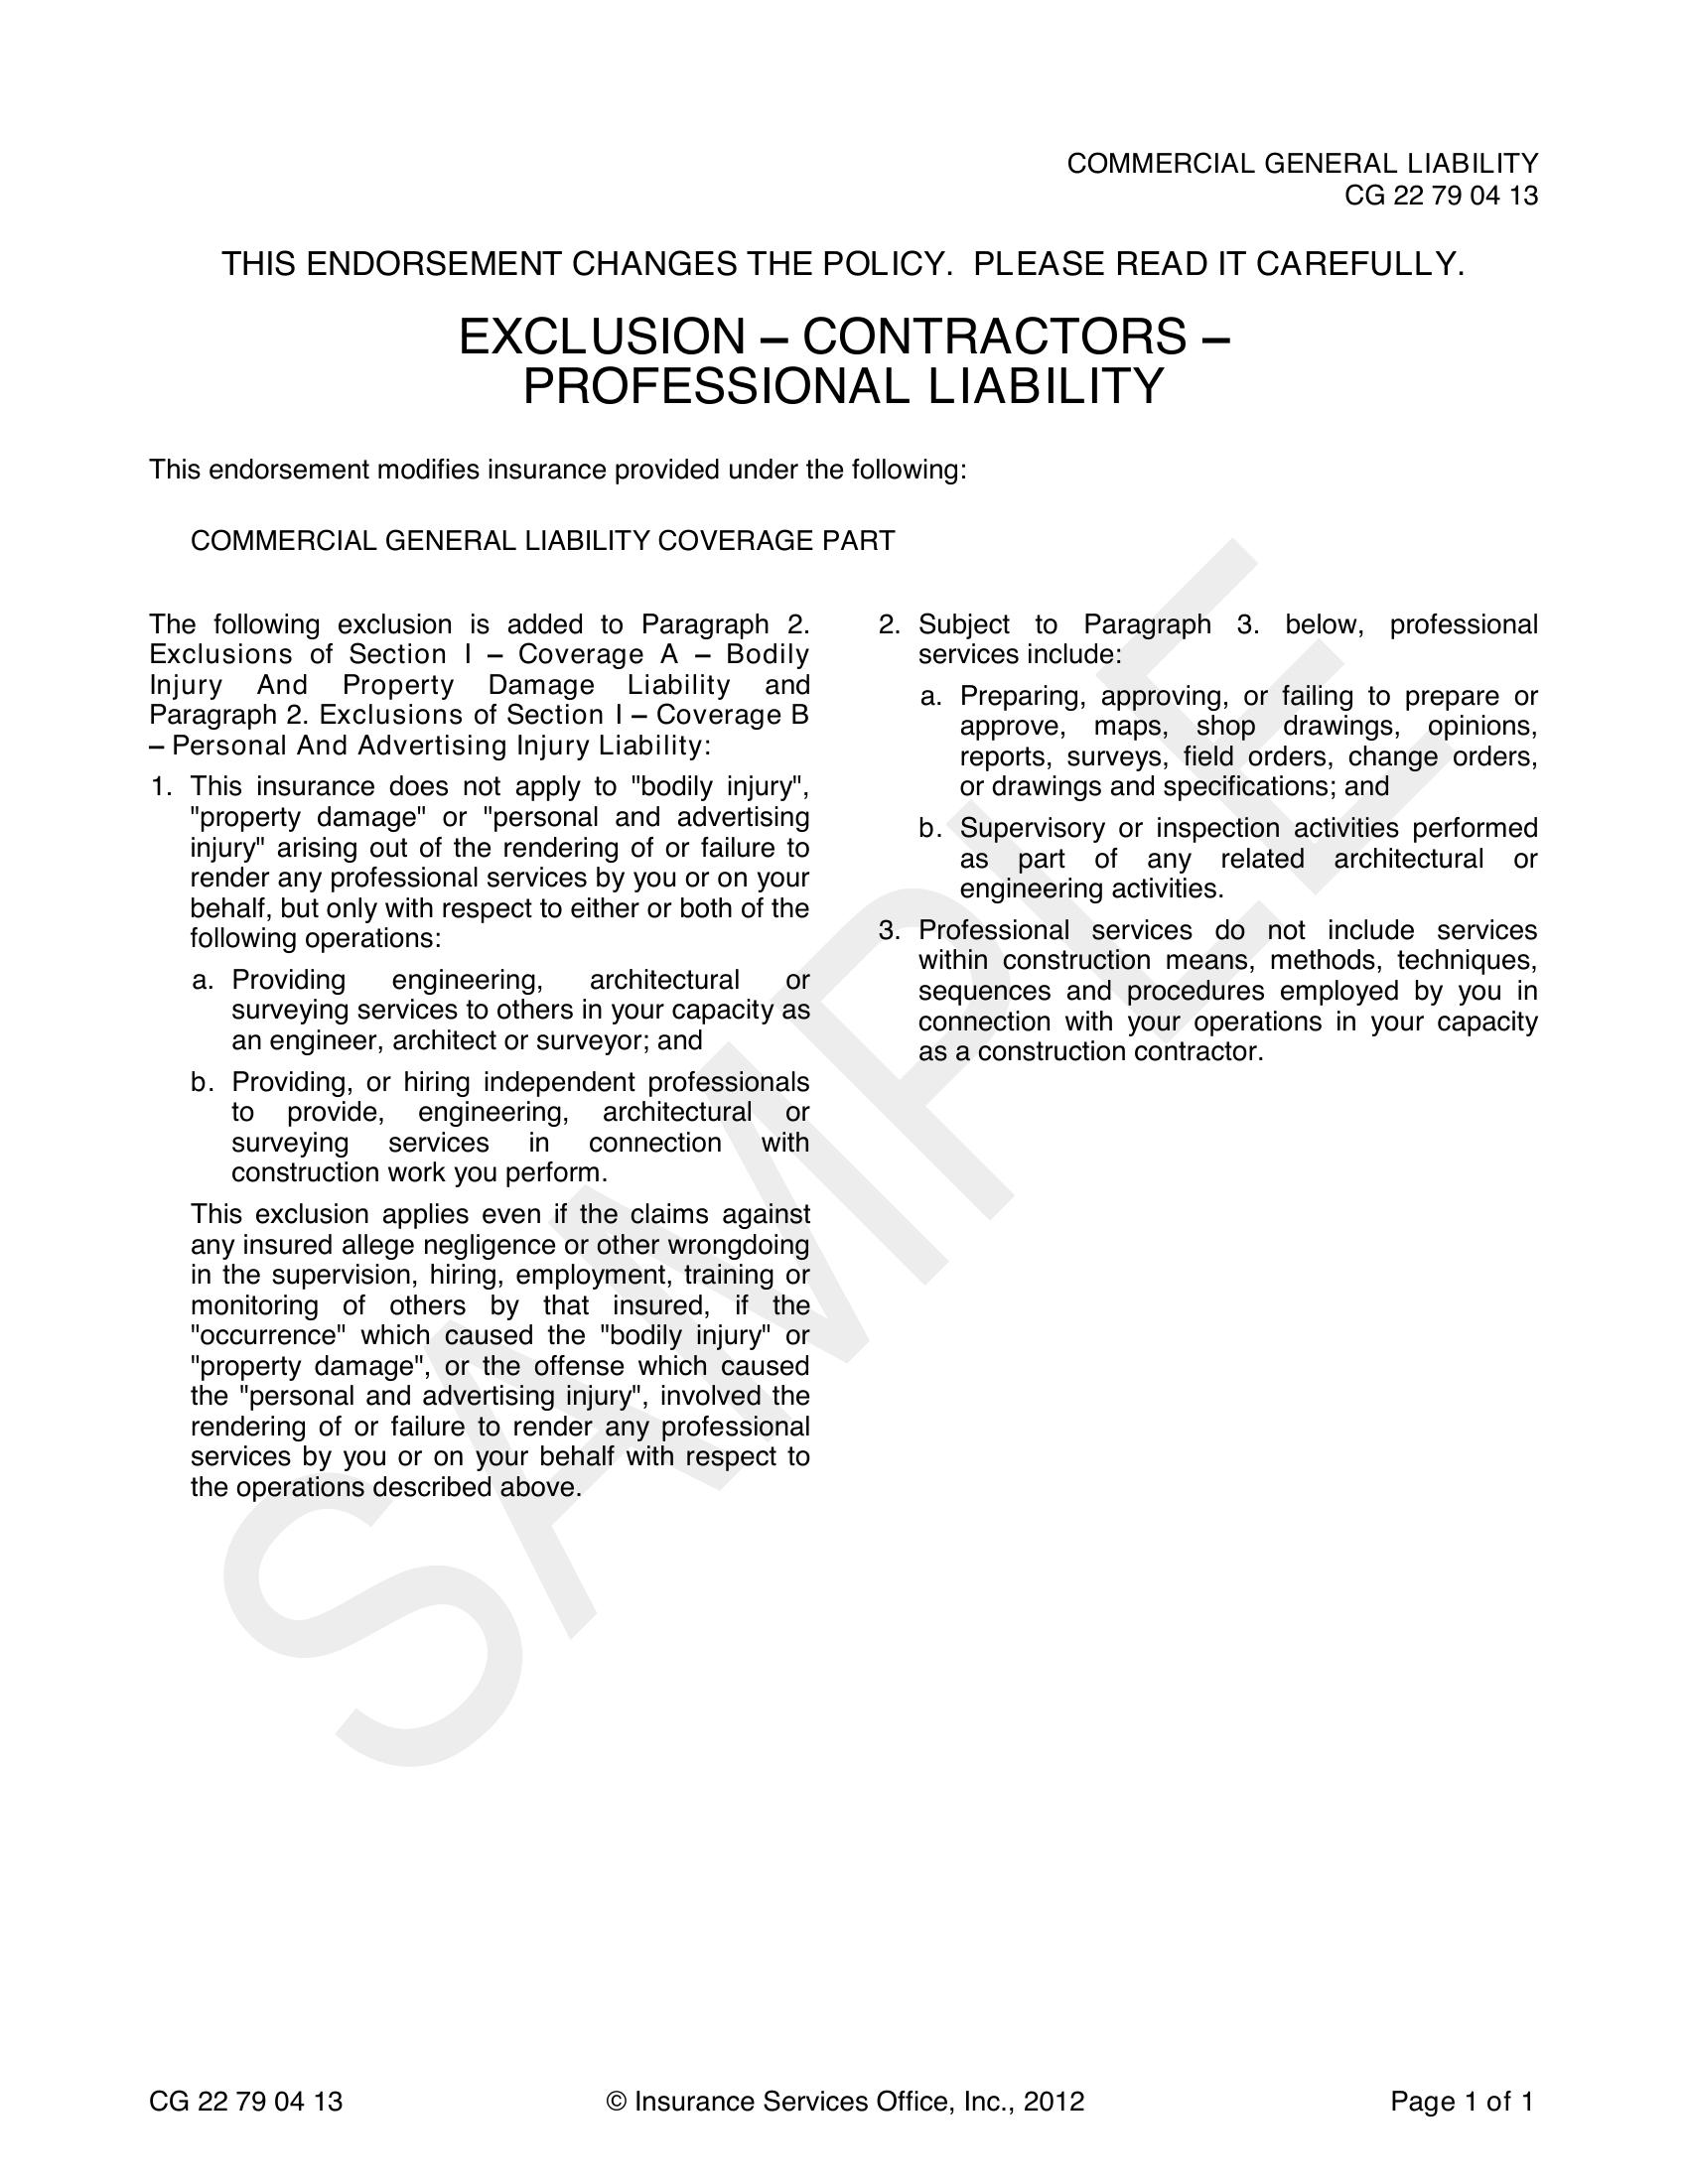 COMMERCIAL GENERAL LIABILITY
CG 22 79 04 13
THIS ENDORSEMENT CHANGES THE POLICY.  PLEASE READ IT CAREFULLY.
EXCLUSION – CONTRACTORS –
PROFESSIONAL LIABILITY
This endorsement modifies insurance provided under the following:
COMMERCIAL GENERAL LIABILITY COVERAGE PART
The following exclusion is added to Paragraph 2.
Exclusions of Section I – Coverage A – Bodily
Injury And Property Damage Liability and
Paragraph 2. Exclusions of Section I – Coverage B
– Personal And Advertising Injury Liability:
1. This insurance does not apply to "bodily injury",
"property damage" or "personal and advertising
injury" arising out of the rendering of or failure to
render any professional services by you or on your
behalf, but only with respect to either or both of the
following operations:
a. Providing engineering, architectural or
surveying services to others in your capacity as
an engineer, architect or surveyor; and
b. Providing, or hiring independent professionals
to provide, engineering, architectural or
surveying services in connection with
construction work you perform.
This exclusion applies even if the claims against
any insured allege negligence or other wrongdoing
in the supervision, hiring, employment, training or
monitoring of others by that insured, if the
"occurrence" which caused the "bodily injury" or
"property damage", or the offense which caused
the "personal and advertising injury", involved the
rendering of or failure to render any professional
services by you or on your behalf with respect to
the operations described above.
2. Subject to Paragraph 3. below, professional
services include:
a. Preparing, approving, or failing to prepare or
approve, maps, shop drawings, opinions,
reports, surveys, field orders, change orders,
or drawings and specifications; and
b. Supervisory or inspection activities performed
as part of any related architectural or
engineering activities.
3. Professional services do not include services
within construction means, methods, techniques,
sequences and procedures employed by you in
connection with your operations in your capacity
as a construction contractor.
SAMPLE
CG 22 79 04 13
© Insurance Services Office, Inc., 2012
Page 1 of 1